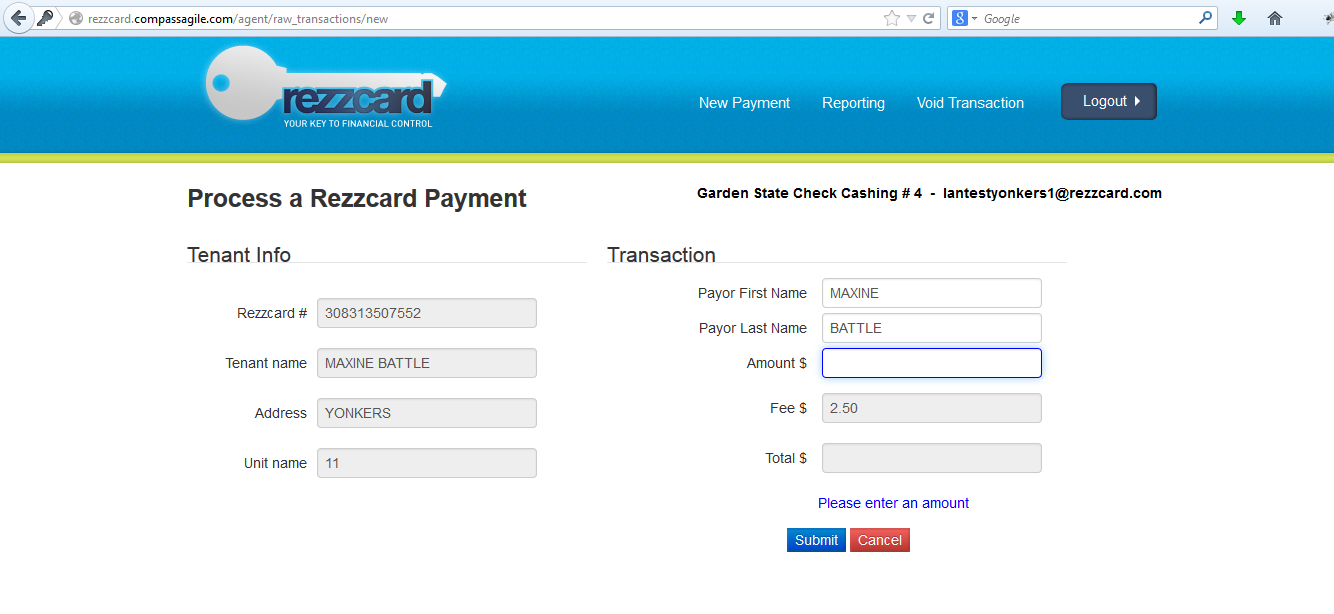 rezzcard.compassagile.com/agent/raw_transactions/new
8 Google
rezzcard
YOUR KEY TO FINANCIAL CONTROL
New Payment Reporting Void Transaction Logout
Process a Rezzcard Payment
Garden State Check Cashing # 4 - lantestyonkers1@rezzcard.com
Tenant Info
Rezzcard # 308313507552
Tenant name MAXINE BATTLE
Address YONKERS
Unit name 11
Transaction
Payor First Name MAXINE
Payor Last Name BATTLE
Amount $
Fee $ 2.50
Total $
Please enter an amount
Submit Cancel